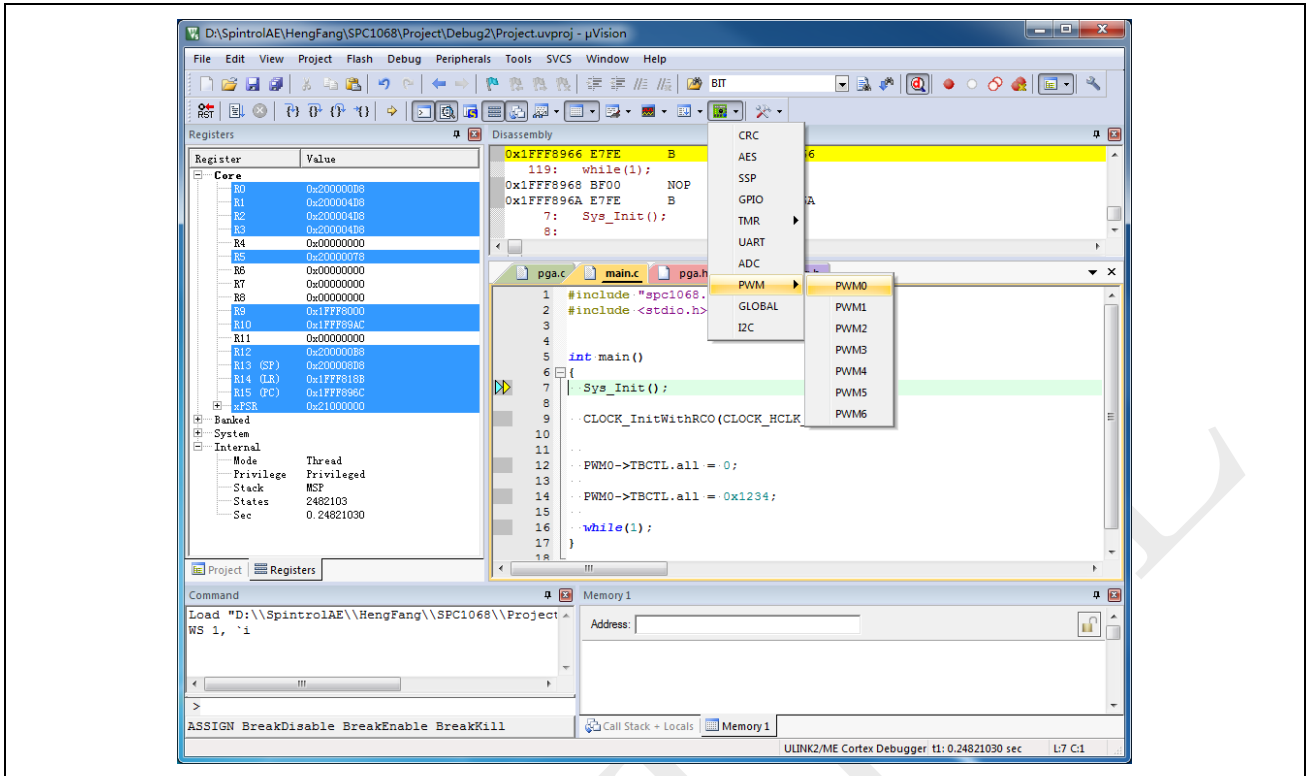 D:\SpintrolAE\HengFang\SPC1068\Project\Debug2\Project.uvproj - µVision
File Edit View Project Flash Debug Peripherals Tools SVCS Window Help
BIT
RST
Registers
Register Value
Core
R0 0x200000D8
R1 0x200004D8
R2 0x200004D8
R3 0x200004D8
R4 0x00000000
R5 0x20000078
R6 0x00000000
R7 0x00000000
R8 0x00000000
R9 0x1FFF8000
R10 0x1FFF89AC
R11 0x00000000
R12 0x200000B8
R13 (SP) 0x200008D8
R14 (LR) 0x1FFF818B
R15 (PC) 0x1FFF896C
xPSR 0x21000000
Banked
System
Internal
Mode Thread
Privilege Privileged
Stack MSP
States 2482103
Sec 0.24821030
Project Registers
Disassembly
0x1FFF8966 E7FE B 66
119: while(1);
0x1FFF8968 BF00 NOP
0x1FFF896A E7FE B 6A
7: Sys_Init();
8:
CRC
AES
SSP
GPIO
TMR
UART
ADC
PWM
GLOBAL
I2C
PWM0
PWM1
PWM2
PWM3
PWM4
PWM5
PWM6
pga.c main.c pga.h
1 #include "spc1068.
2 #include <stdio.h>
3
4
5 int main()
6 {
7 Sys_Init();
8
9 CLOCK_InitWithRCO(CLOCK_HCLK_
10
11
12 PWM0->TBCTL.all = 0;
13
14 PWM0->TBCTL.all = 0x1234;
15
16 while(1);
17 }
18
Command
Load "D:\\SpintrolAE\\HengFang\\SPC1068\\Project
WS 1, `i
>
ASSIGN BreakDisable BreakEnable BreakKill
Memory 1
Address:
Call Stack + Locals Memory 1
ULINK2/ME Cortex Debugger t1: 0.24821030 sec L:7 C:1